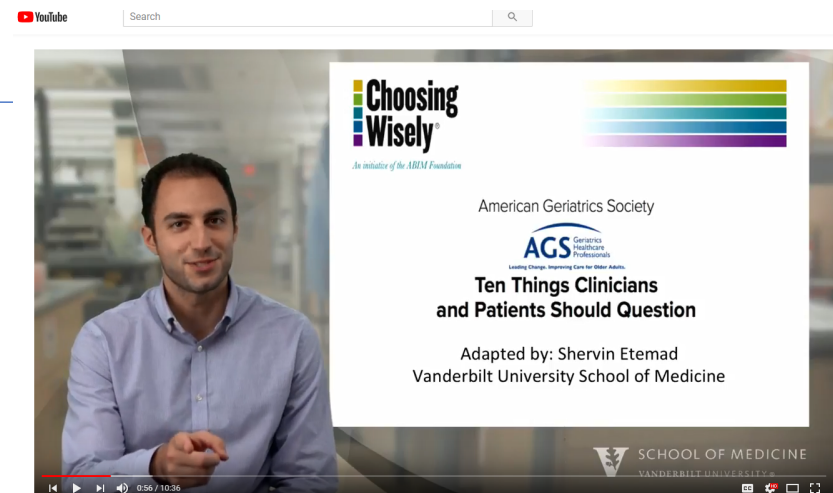 YouTube
Search
Choosing
Wisely®
An initiative of the ABIM Foundation
American Geriatrics Society
AGS Geriatrics
Healthcare
Professionals
Leading Change. Improving Care for Older Adults.
Ten Things Clinicians
and Patients Should Question
Adapted by: Shervin Etemad
Vanderbilt University School of Medicine
V SCHOOL OF MEDICINE
VANDERBILT UNIVERSITY®
0:56 / 10:36
CC
HD